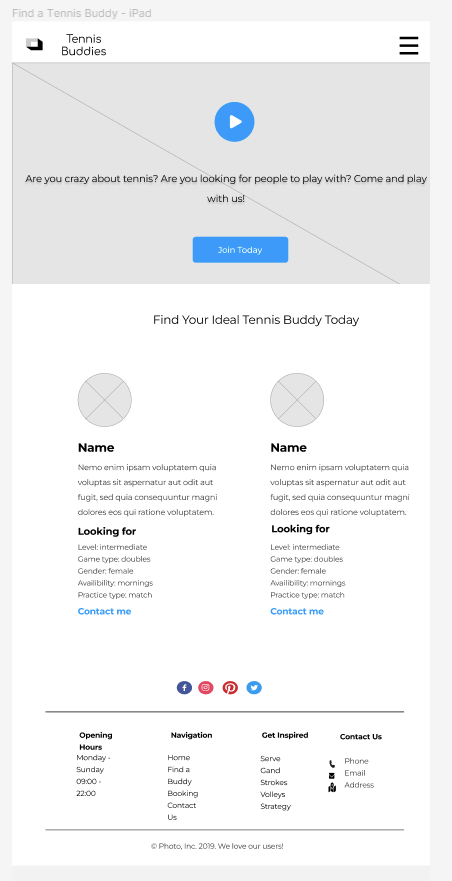 Find a Tennis Buddy - iPad
Tennis
Buddies
Are you crazy about tennis? Are you looking for people to play with? Come and play
with us!
Join Today
Find Your Ideal Tennis Buddy Today
Name
Nemo enim ipsam voluptatem quia
voluptas sit aspernatur aut odit aut
fugit, sed quia consequuntur magni
dolores eos qui ratione voluptatem.
Looking for
Level: intermediate
Game type: doubles
Gender: female
Availibility: mornings
Practice type: match
Contact me
Name
Nemo enim ipsam voluptatem quia
voluptas sit aspernatur aut odit aut
fugit, sed quia consequuntur magni
dolores eos qui ratione voluptatem.
Looking for
Level: intermediate
Game type: doubles
Gender: female
Availibility: mornings
Practice type: match
Contact me
Opening
Hours
Monday -
Sunday
09:00 -
22:00
Navigation
Home
Find a
Buddy
Booking
Contact
Us
Get Inspired
Serve
Gand
Strokes
Volleys
Strategy
Contact Us
Phone
Email
Address
© Photo, Inc. 2019. We love our users!